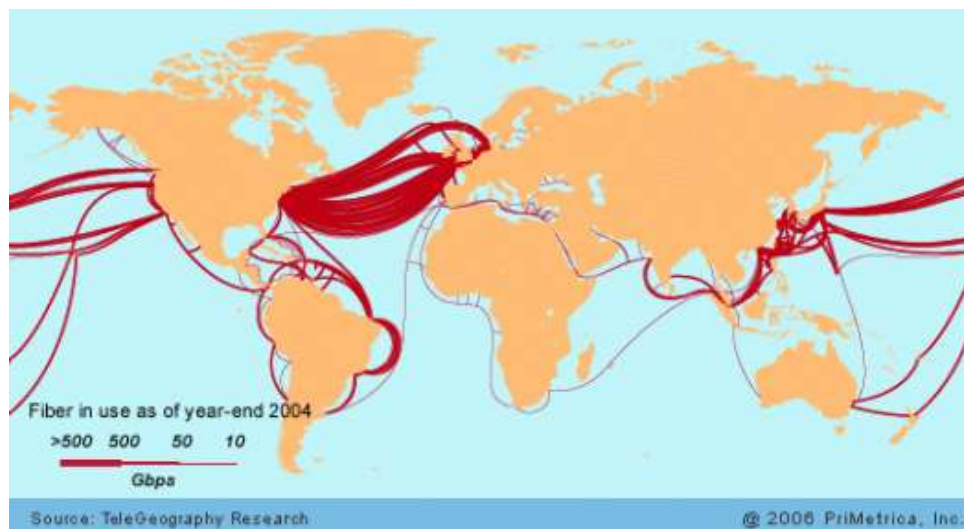 Fiber in use as of year-end 2004
>500 500 50 10
Gbps
Source: TeleGeography Research @ 2006 PriMetrica, Inc.